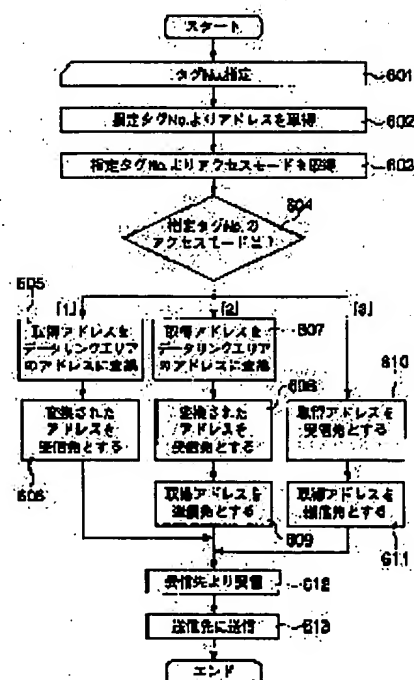 スタート
タグNo.指定
601
指定タグNo.よりアドレスを取得
602
指定タグNo.よりアクセスモードを取得
603
604
指定タグNo.の
アクセスモードは？
605
「1」
「2」
「3」
取得アドレスを
データリンクエリア
のアドレスに変換
取得アドレスを
データリンクエリア
のアドレスに変換
607
610
変換された
アドレスを
受信先とする
606
608
変換された
アドレスを
受信先とする
取得アドレスを
受信先とする
取得アドレスを
送信先とする
609
取得アドレスを
送信先とする
611
受信先より受信
612
送信先に送信
613
エンド